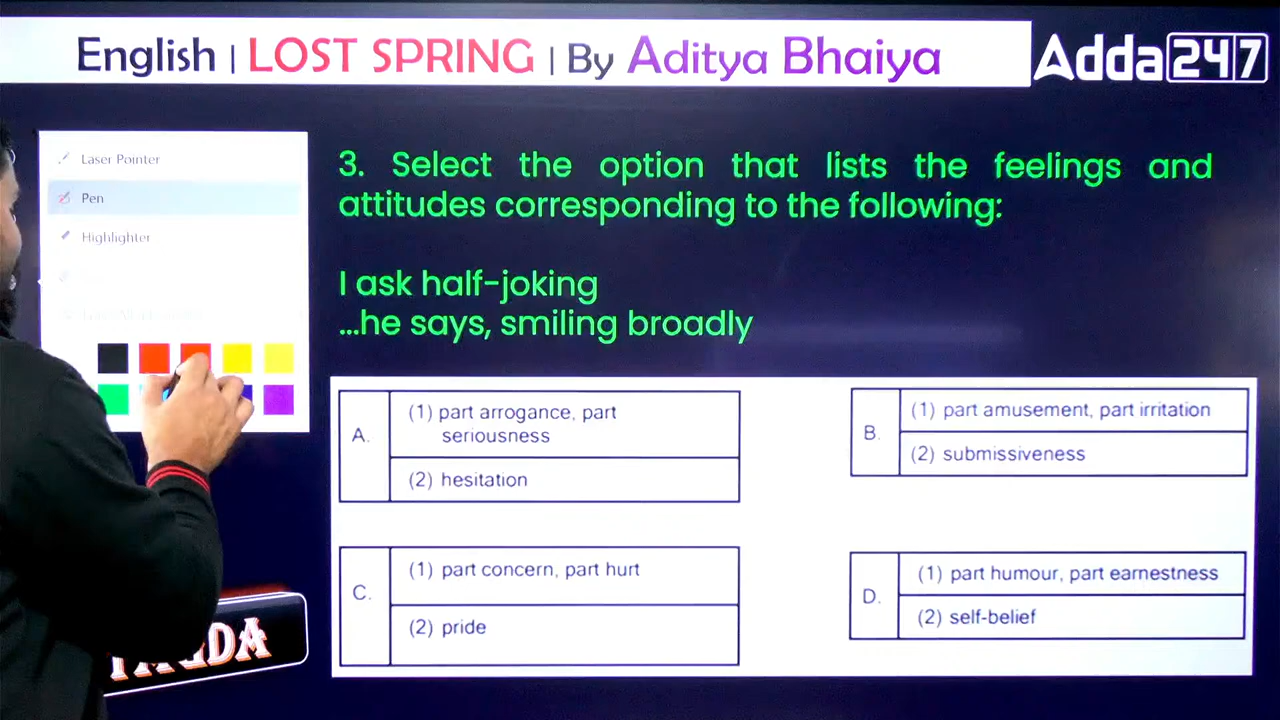 English | LOST SPRING | By Aditya Bhaiya
Adda247
Laser Pointer
Pen
Highlighter
3. Select the option that lists the feelings and
attitudes corresponding to the following:
I ask half-joking
...he says, smiling broadly
A.
(1) part arrogance, part
seriousness
(2) hesitation
B.
(1) part amusement, part irritation
(2) submissiveness
C.
(1) part concern, part hurt
(2) pride
D.
(1) part humour, part earnestness
(2) self-belief